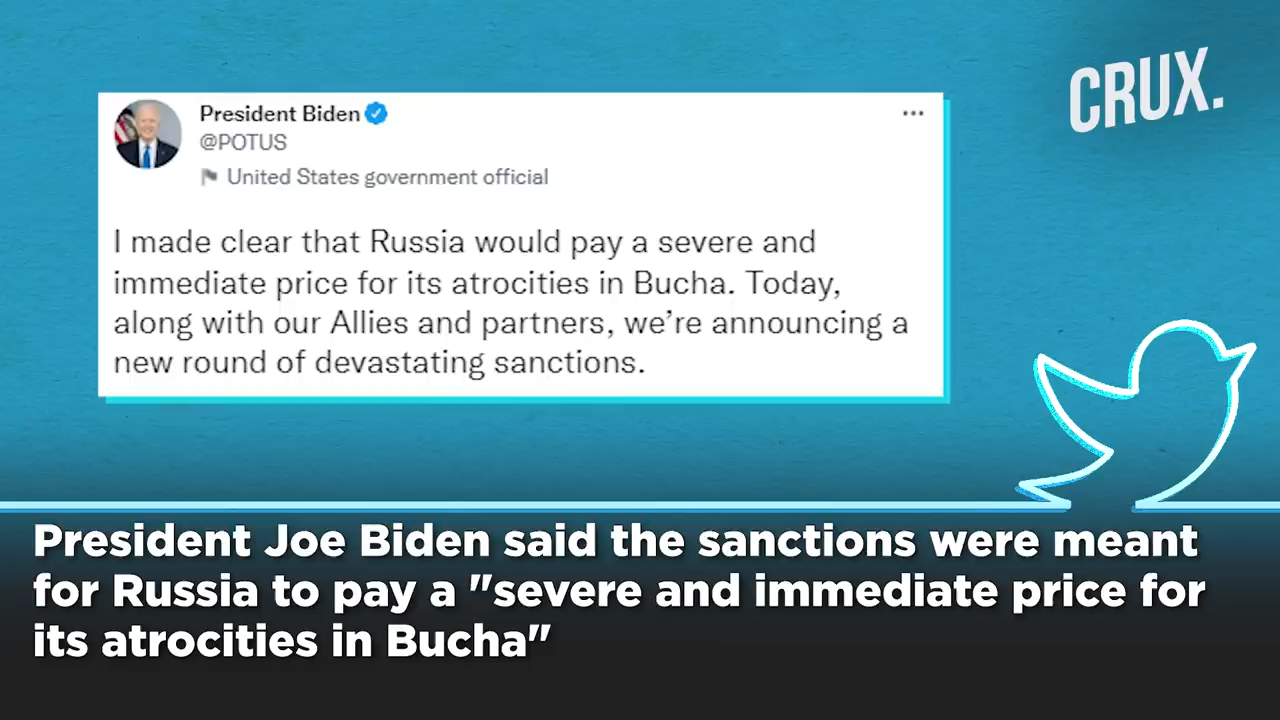 CRUX.
President Biden
@POTUS
...
United States government official
I made clear that Russia would pay a severe and
immediate price for its atrocities in Bucha. Today,
along with our Allies and partners, we’re announcing a
new round of devastating sanctions.
President Joe Biden said the sanctions were meant
for Russia to pay a "severe and immediate price for
its atrocities in Bucha"